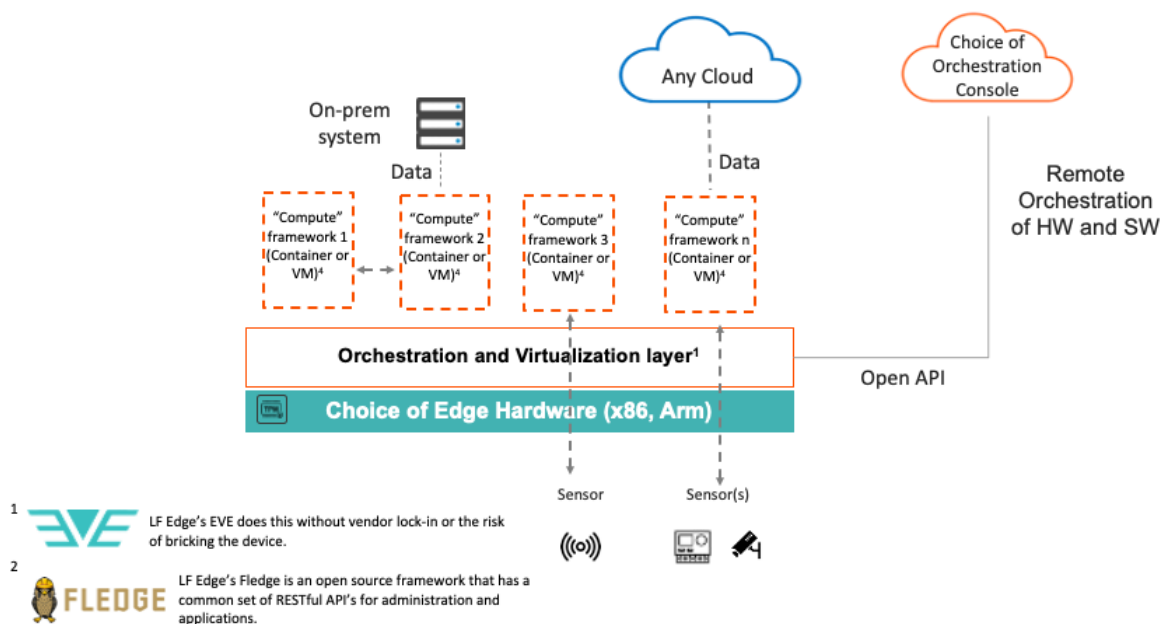 Any Cloud
Choice of
Orchestration
Console
On-prem
system
Data
Data
Remote
Orchestration
of HW and SW
“Compute”
framework 1
(Container or
VM)⁴
“Compute”
framework 2
(Container or
VM)⁴
“Compute”
framework 3
(Container or
VM)⁴
“Compute”
framework n
(Container or
VM)⁴
Orchestration and Virtualization layer¹
Open API
TPM
Choice of Edge Hardware (x86, Arm)
Sensor
Sensor(s)
1
EVE
LF Edge’s EVE does this without vendor lock-in or the risk
of bricking the device.
2
FLEDGE
LF Edge’s Fledge is an open source framework that has a
common set of RESTful API’s for administration and
applications.